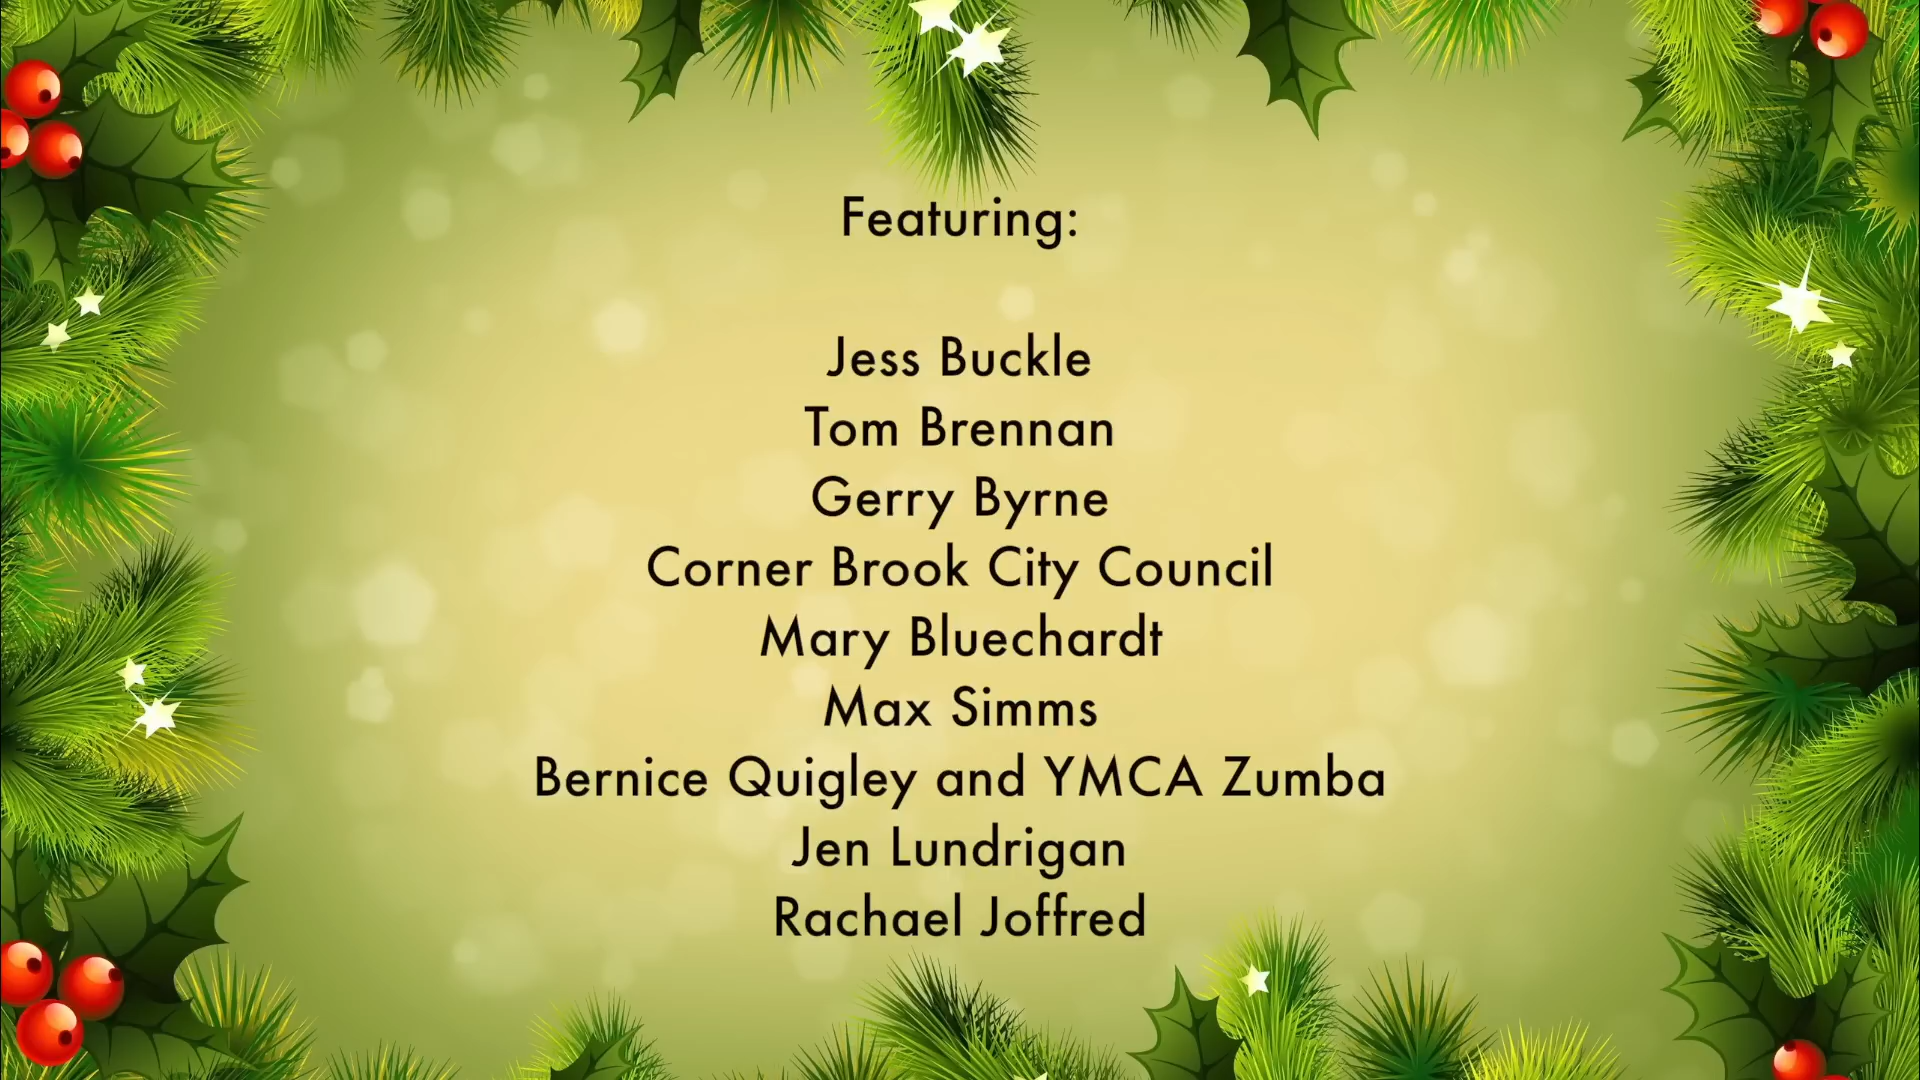 Featuring:
Jess Buckle
Tom Brennan
Gerry Byrne
Corner Brook City Council
Mary Bluechardt
Max Simms
Bernice Quigley and YMCA Zumba
Jen Lundrigan
Rachael Joffred